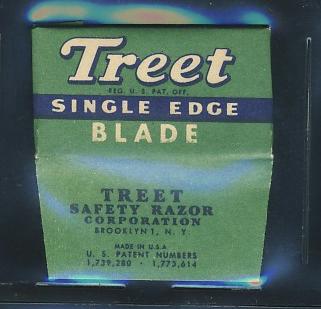 Treet
REG. U. S. PAT. OFF.
SINGLE EDGE
BLADE
TREET
SAFETY RAZOR
CORPORATION
BROOKLYN 1, N. Y.
MADE IN U.S.A
U. S. PATENT NUMBERS
1,739,280 · 1,773,614